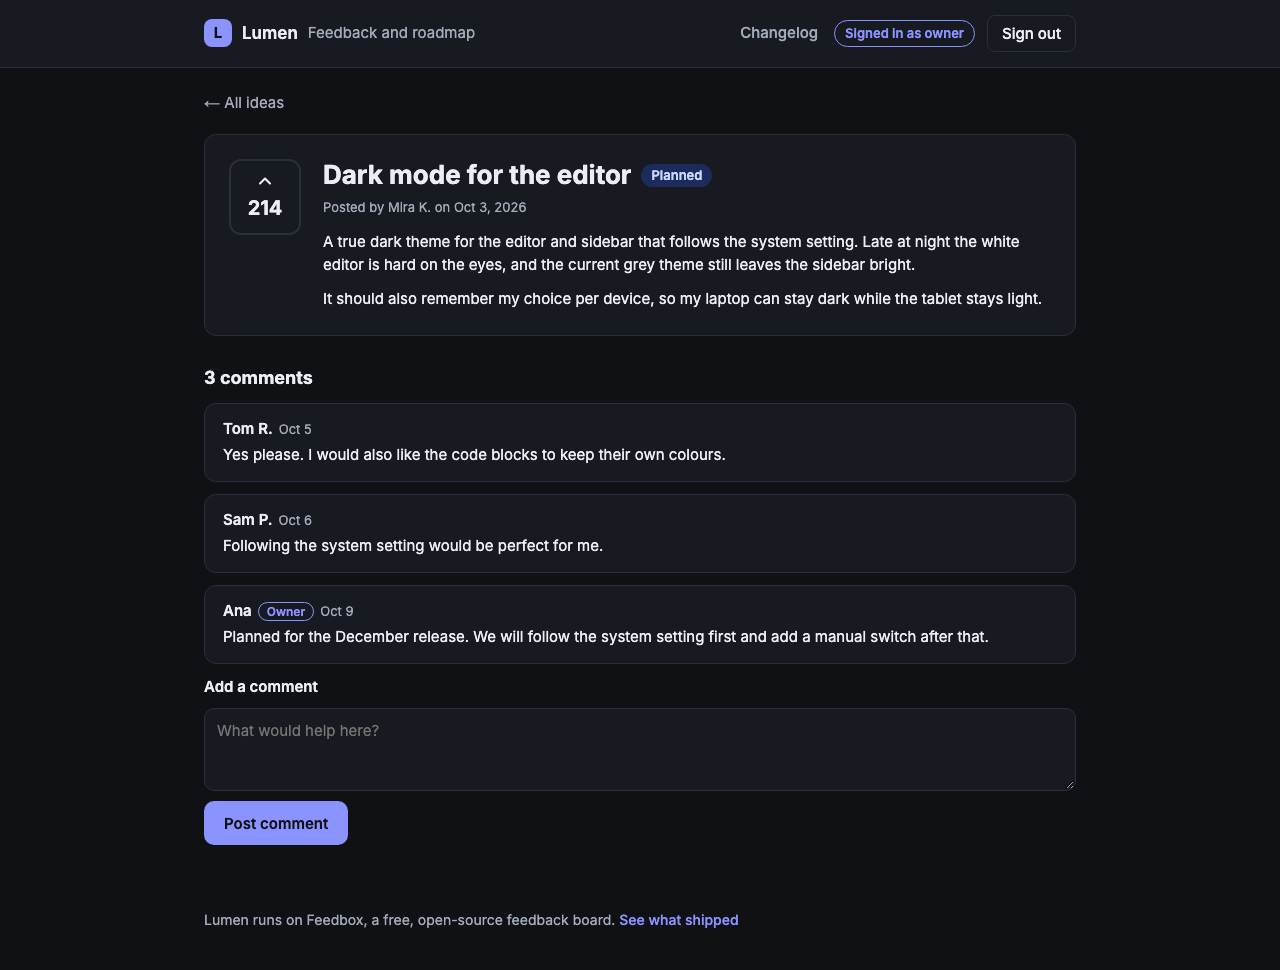 L Lumen Feedback and roadmap Changelog Signed in as owner Sign out
← All ideas
214
Dark mode for the editor Planned
Posted by Mira K. on Oct 3, 2026
A true dark theme for the editor and sidebar that follows the system setting. Late at night the white
editor is hard on the eyes, and the current grey theme still leaves the sidebar bright.
It should also remember my choice per device, so my laptop can stay dark while the tablet stays light.
3 comments
Tom R. Oct 5
Yes please. I would also like the code blocks to keep their own colours.
Sam P. Oct 6
Following the system setting would be perfect for me.
Ana Owner Oct 9
Planned for the December release. We will follow the system setting first and add a manual switch after that.
Add a comment
What would help here?
Post comment
Lumen runs on Feedbox, a free, open-source feedback board. See what shipped